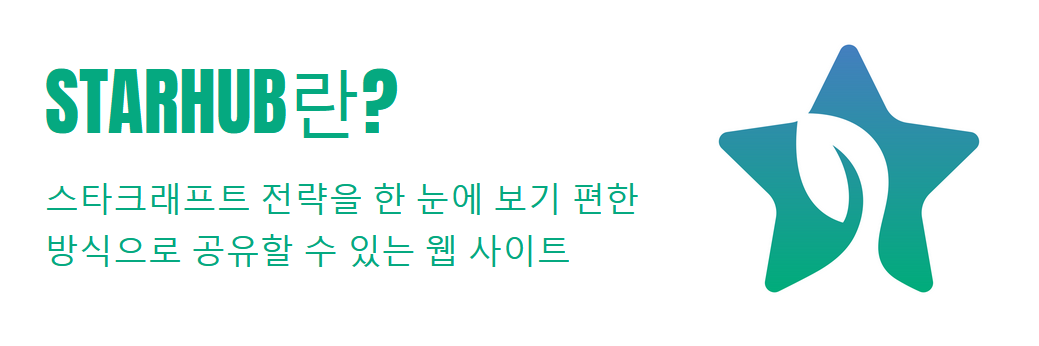 STARHUB란?
스타크래프트 전략을 한 눈에 보기 편한
방식으로 공유할 수 있는 웹 사이트